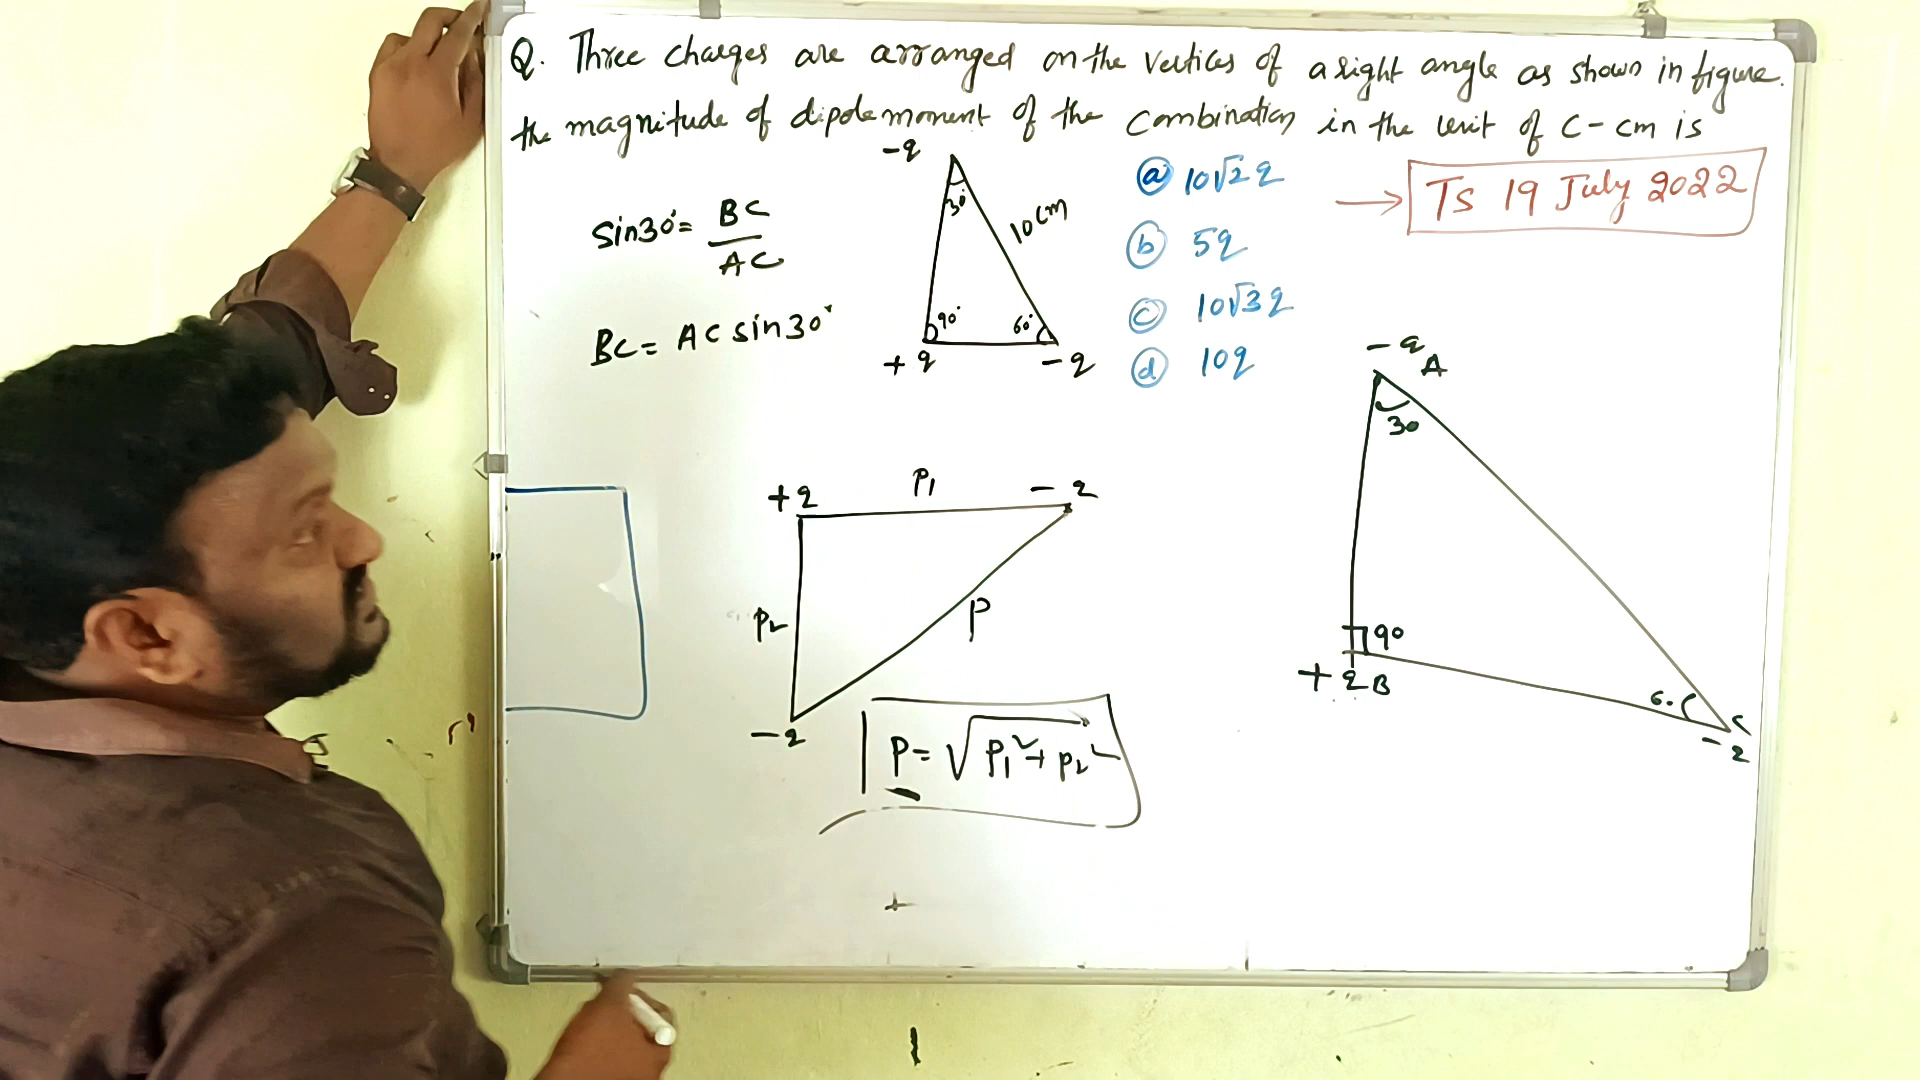 Q. Three charges are arranged on the vertices of a right angle as shown in figure.
the magnitude of dipole moment of the combination in the unit of C-cm is
-q
30°
10cm
90°
60°
+q
-q
Sin30°= BC
AC
BC= AC sin30°
ⓐ 10√2q
ⓑ 5q
ⓒ 10√3q
ⓓ 10q
→ TS 19 July 2022
-q A
30
90
+q B
60
C
-q
+q
P₁
-q
P₂
P
-q
P= √P₁²+P₂²